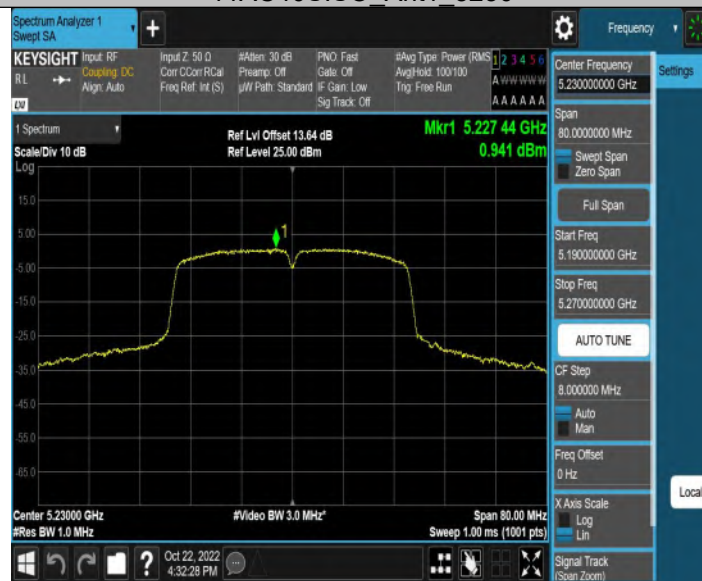 Spectrum Analyzer 1
Swept SA
Frequency
KEYSIGHT
RL
LXI
Input: RF
Coupling: DC
Align: Auto
Input Z: 50 Ω
Corr CCorr RCal
Freq Ref: Int (S)
#Atten: 30 dB
Preamp: Off
µW Path: Standard
PNO: Fast
Gate: Off
IF Gain: Low
Sig Track: Off
#Avg Type: Power (RMS
Avg|Hold: 100/100
Trig: Free Run
1 2 3 4 5 6
A W W W W W
A A A A A A
Center Frequency
5.230000000 GHz
Settings
Span
80.0000000 MHz
Swept Span
Zero Span
Full Span
Start Freq
5.190000000 GHz
Stop Freq
5.270000000 GHz
AUTO TUNE
CF Step
8.000000 MHz
Auto
Man
Freq Offset
0 Hz
X Axis Scale
Log
Lin
Local
Signal Track
(Span Zoom)
1 Spectrum
Scale/Div 10 dB
Ref Lvl Offset 13.64 dB
Ref Level 25.00 dBm
Mkr1 5.227 44 GHz
0.941 dBm
Log
15.0
5.00
-5.00
-15.0
-25.0
-35.0
-45.0
-55.0
-65.0
1
Center 5.23000 GHz
#Res BW 1.0 MHz
#Video BW 3.0 MHz*
Span 80.00 MHz
Sweep 1.00 ms (1001 pts)
?
Oct 22, 2022
4:32:28 PM